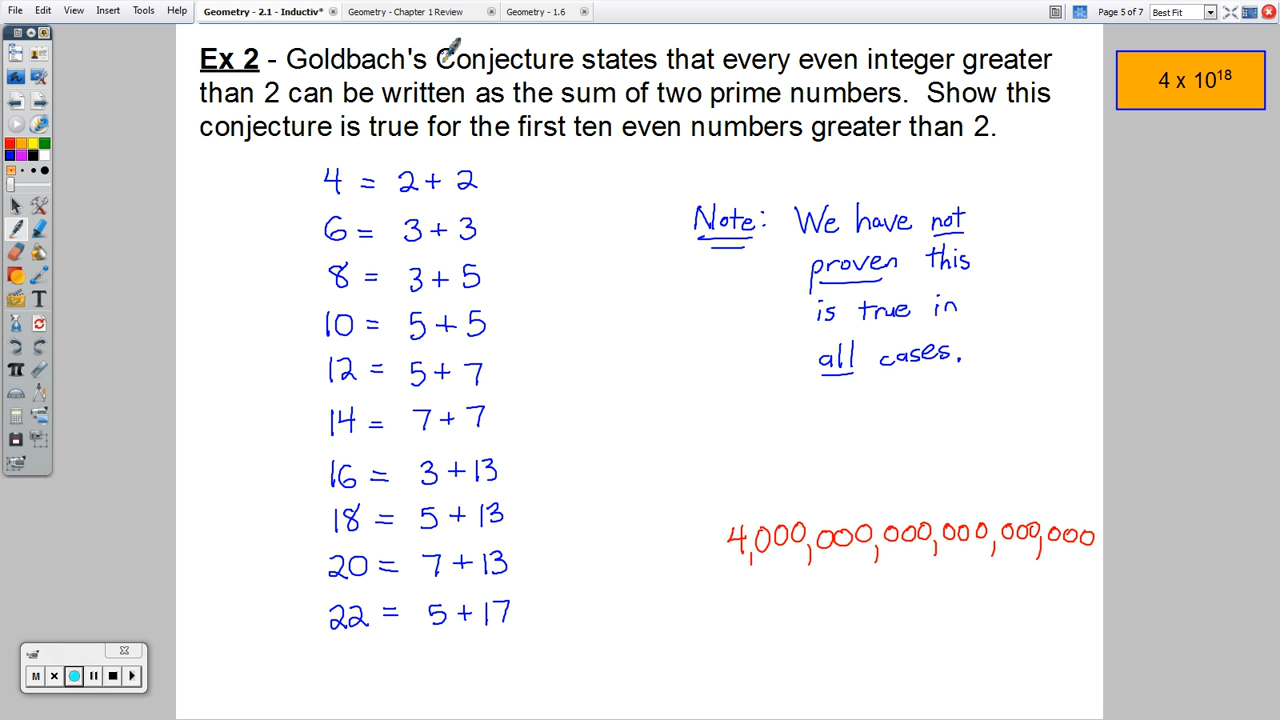 File Edit View Insert Tools Help
Geometry - 2.1 - Inductiv* Geometry - Chapter 1 Review Geometry - 1.6
Page 5 of 7 Best Fit
Ex 2 - Goldbach's Conjecture states that every even integer greater
than 2 can be written as the sum of two prime numbers. Show this
conjecture is true for the first ten even numbers greater than 2.
4 x 10¹⁸
4 = 2 + 2
6 = 3 + 3
8 = 3 + 5
10 = 5 + 5
12 = 5 + 7
14 = 7 + 7
16 = 3 + 13
18 = 5 + 13
20 = 7 + 13
22 = 5 + 17
Note: We have not
proven this
is true in
all cases.
4,000,000,000,000,000,000
M